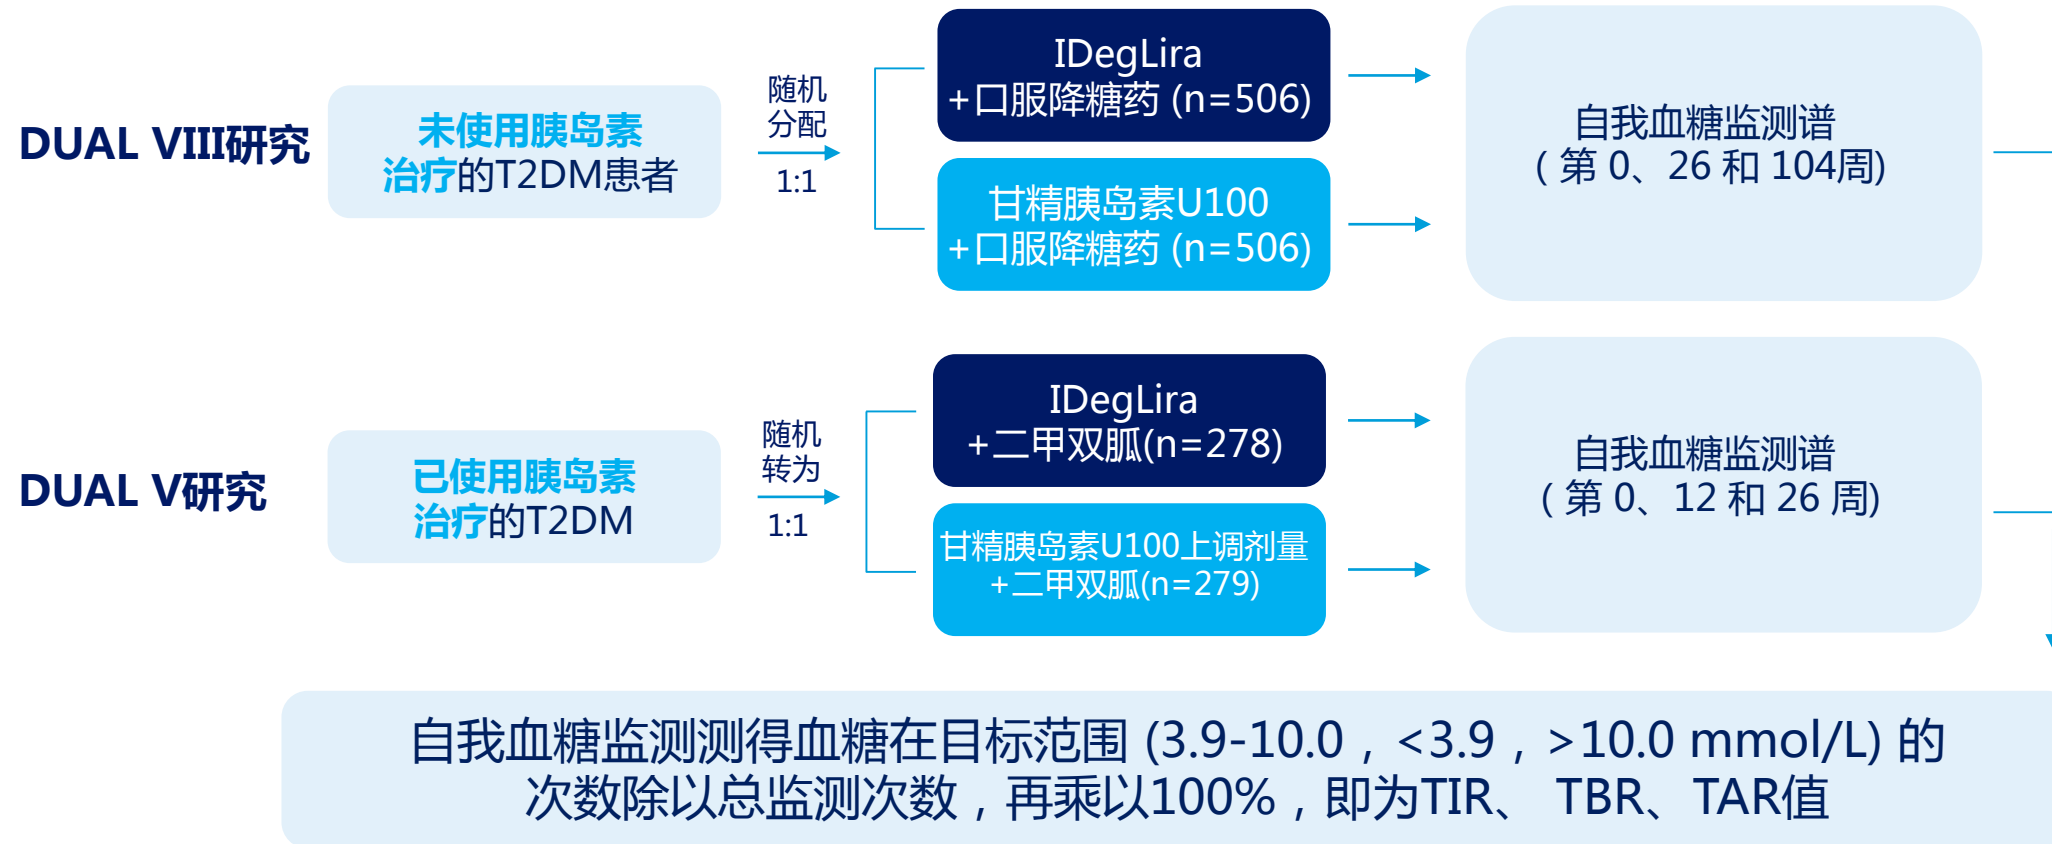 DUAL VIII研究
未使用胰岛素
治疗的T2DM患者
随机
分配
1:1
IDegLira
+口服降糖药 (n=506)
甘精胰岛素U100
+口服降糖药 (n=506)
自我血糖监测谱
( 第 0、26 和 104周)
DUAL V研究
已使用胰岛素
治疗的T2DM
随机
转为
1:1
IDegLira
+二甲双胍(n=278)
甘精胰岛素U100上调剂量
+二甲双胍(n=279)
自我血糖监测谱
( 第 0、12 和 26 周)
自我血糖监测测得血糖在目标范围 (3.9-10.0，<3.9，>10.0 mmol/L) 的
次数除以总监测次数，再乘以100%，即为TIR、 TBR、TAR值